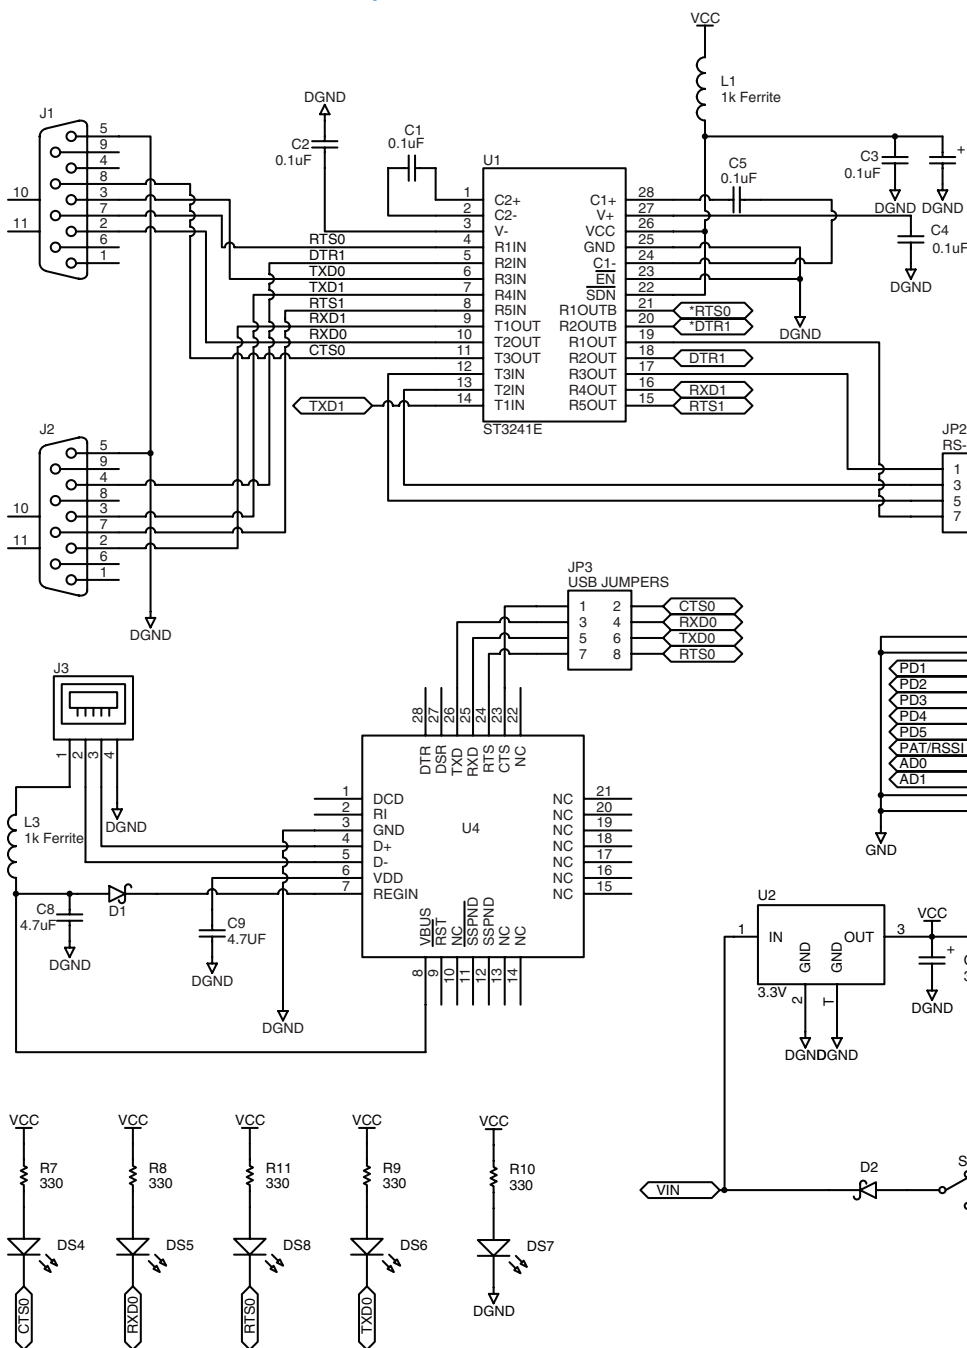 VCC
L1
1k Ferrite
J1
DGND
C2
0.1uF
C1
0.1uF
U1
C5
0.1uF
C3
0.1uF
+
DGND DGND
C4
0.1uF
DGND
5
9
4
8
3
7
2
6
1
10
11
1 C2+
2 C2-
3 V-
RTS0 4 R1IN
DTR1 5 R2IN
TXD0 6 R3IN
TXD1 7 R4IN
RTS1 8 R5IN
RXD1 9 T1OUT
RXD0 10 T2OUT
CTS0 11 T3OUT
12 T3IN
13 T2IN
TXD1 14 T1IN
C1+ 28
V+ 27
VCC 26
GND 25
C1- 24
EN 23
SDN 22
R1OUTB 21 *RTS0
R2OUTB 20 *DTR1
R1OUT 19
R2OUT 18 DTR1
R3OUT 17
R4OUT 16 RXD1
R5OUT 15 RTS1
DGND
ST3241E
JP2
RS-
1
3
5
7
J2
5
9
4
8
3
7
2
6
1
10
11
DGND
JP3
USB JUMPERS
1 2 CTS0
3 4 RXD0
5 6 TXD0
7 8 RTS0
J3
1 2 3 4
DGND
L3
1k Ferrite
C8
4.7uF
DGND
D1
C9
4.7UF
DGND
DGND
28 27 26 25 24 23 22
DTR DSR TXD RXD RTS CTS NC
1 DCD
2 RI
3 GND
4 D+
5 D-
6 VDD
7 REGIN
U4
NC 21
NC 20
NC 19
NC 18
NC 17
NC 16
NC 15
VBUS RST NC SSPND SSPND NC NC
8 9 10 11 12 13 14
PD1
PD2
PD3
PD4
PD5
PAT/RSSI
AD0
AD1
GND
U2
1 IN OUT 3
GND GND
3.3V
2 T
DGND DGND
VCC
+
DGND
VIN
D2
S
VCC
R7
330
DS4
CTS0
VCC
R8
330
DS5
RXD0
VCC
R11
330
DS8
RTS0
VCC
R9
330
DS6
TXD0
VCC
R10
330
DS7
DGND